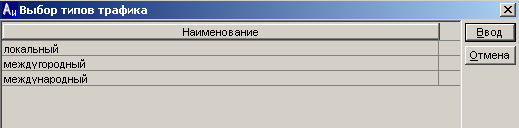 Выбор типов трафика
Наименование
локальный
междугородный
международный
Ввод
Отмена